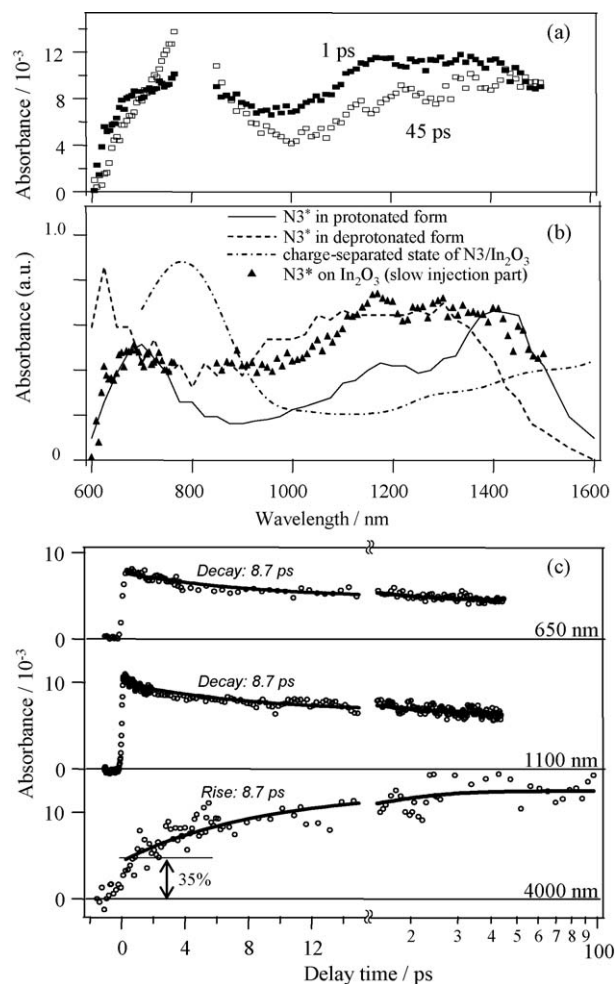 (a)
Absorbance / 10⁻³
12
8
4
0
1 ps
45 ps
(b)
Absorbance (a.u.)
1.0
0
N3* in protonated form
N3* in deprotonated form
charge-separated state of N3/In₂O₃
N3* on In₂O₃ (slow injection part)
600 800 1000 1200 1400 1600
Wavelength / nm
(c)
Absorbance / 10⁻³
10
0
Decay: 8.7 ps
650 nm
10
0
Decay: 8.7 ps
1100 nm
10
0
Rise: 8.7 ps
35%
4000 nm
0 4 8 12 2 3 4 5 6 7 8 9 100
Delay time / ps